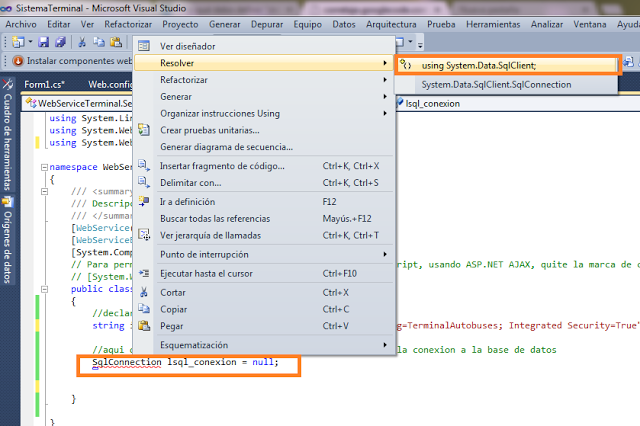 SistemaTerminal - Microsoft Visual Studio
Archivo Editar Ver Refactorizar Proyecto Generar Depurar Equipo Datos Arquitectura Prueba Herramientas Analizar Ventana Ayuda
Instalar componentes web
Form1.cs* Web.config
WebServiceTerminal.Se lsql_conexion
Cuadro de herramientas
Orígenes de datos
Ver diseñador
Resolver
using System.Data.SqlClient;
System.Data.SqlClient.SqlConnection
Refactorizar
Generar
Organizar instrucciones Using
Crear pruebas unitarias...
Generar diagrama de secuencia...
Insertar fragmento de código... Ctrl+K, Ctrl+X
Delimitar con... Ctrl+K, Ctrl+S
Ir a definición F12
Buscar todas las referencias Mayús.+F12
Ver jerarquía de llamadas Ctrl+K, Ctrl+T
Punto de interrupción
Ejecutar hasta el cursor Ctrl+F10
Cortar Ctrl+X
Copiar Ctrl+C
Pegar Ctrl+V
Esquematización
using System.Lin
using System.Web
using System.Web
namespace WebServ
{
/// <summary
/// Descripc
/// </summar
[WebService
[WebServiceB
[System.Comp
// Para perm ript, usando ASP.NET AJAX, quite la marca de c
// [System.W
public class
{
//declar
string s g=TerminalAutobuses; Integrated Security=True"
//aqui d la conexion a la base de datos
SqlConnection lsql_conexion = null;
}
}